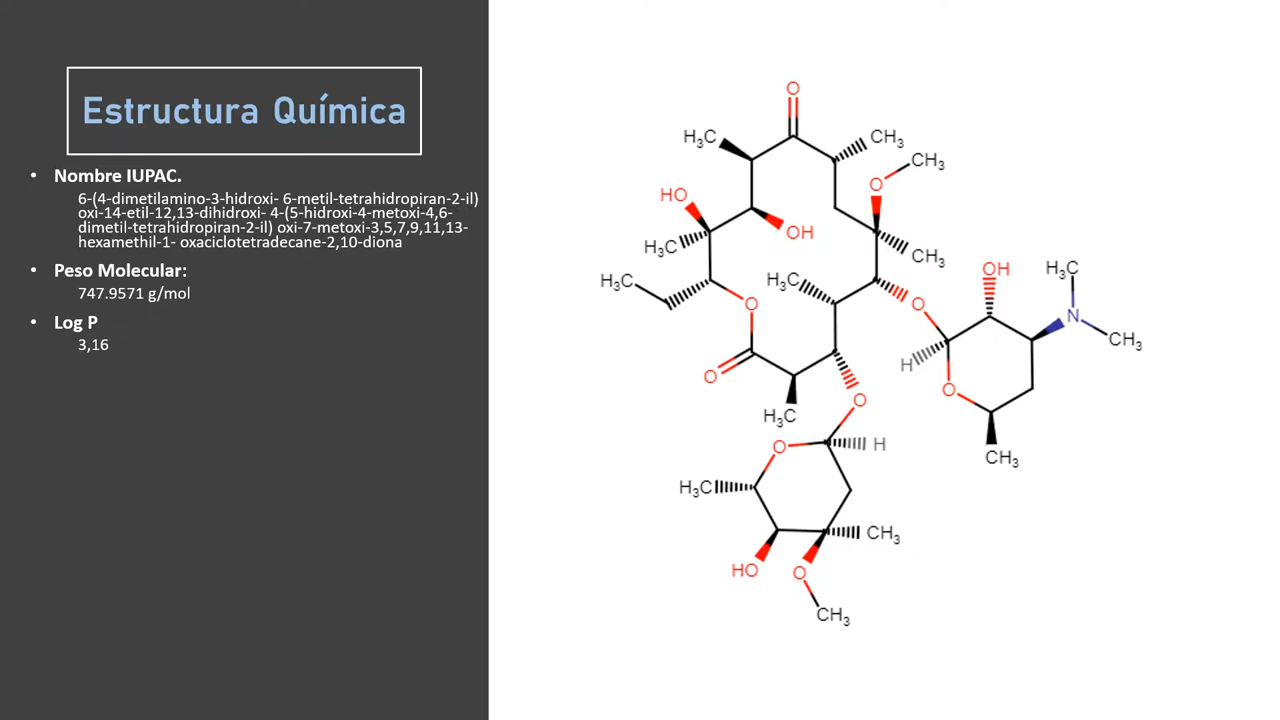 Estructura Química
• Nombre IUPAC.
6-(4-dimetilamino-3-hidroxi- 6-metil-tetrahidropiran-2-il)
oxi-14-etil-12,13-dihidroxi- 4-(5-hidroxi-4-metoxi-4,6-
dimetil-tetrahidropiran-2-il) oxi-7-metoxi-3,5,7,9,11,13-
hexamethil-1- oxaciclotetradecane-2,10-diona
• Peso Molecular:
747.9571 g/mol
• Log P
3,16
O
H₃C
CH₃
O
CH₃
HO
OH
H₃C
CH₃
H₃C
H₃C
O
O
OH
H₃C
N
CH₃
H
O
O
H₃C
O
CH₃
O
H
H₃C
CH₃
HO
O
CH₃